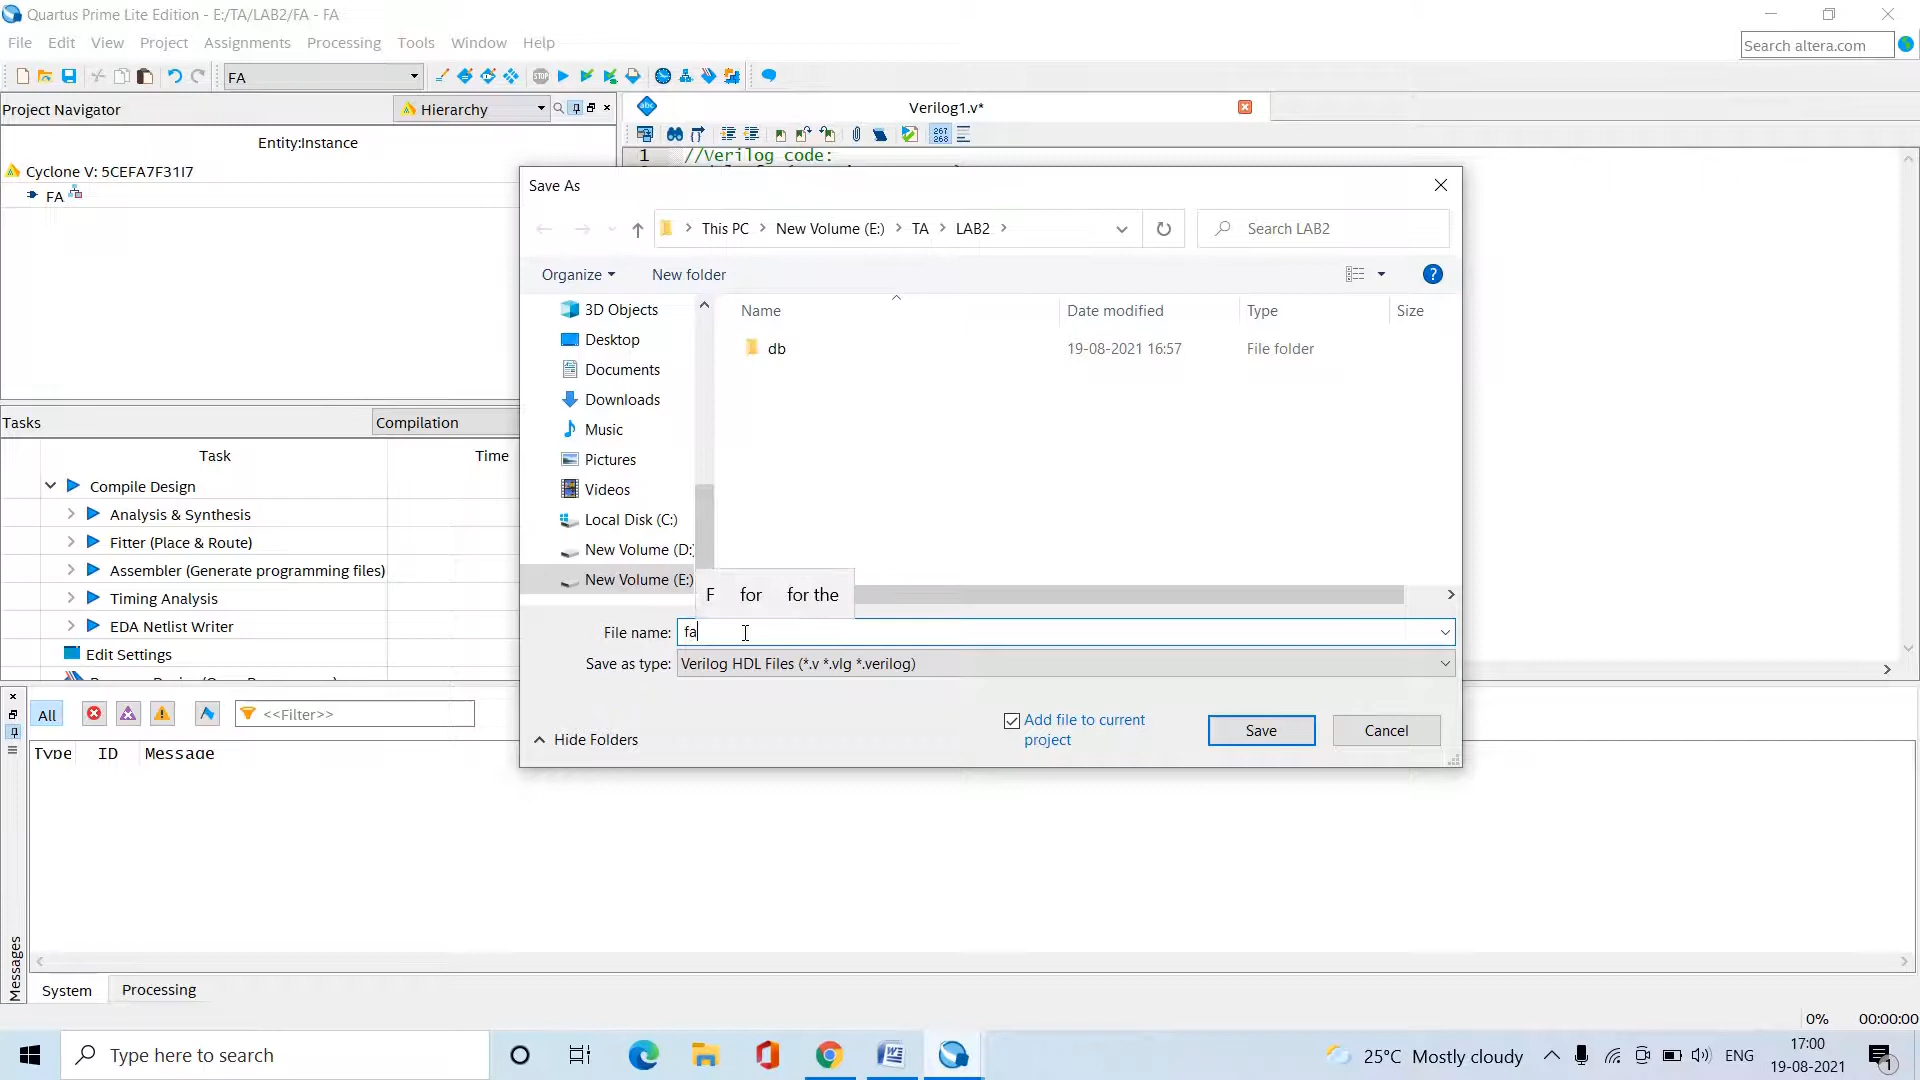 Quartus Prime Lite Edition - E:/TA/LAB2/FA - FA
File Edit View Project Assignments Processing Tools Window Help
Search altera.com
FA
Project Navigator
Hierarchy
Verilog1.v*
Entity:Instance
Cyclone V: 5CEFA7F31I7
FA
267
268
1 //Verilog code:
Save As
This PC > New Volume (E:) > TA > LAB2 >
Search LAB2
Organize
New folder
Name
Date modified
Type
Size
3D Objects
Desktop
Documents
Downloads
Music
Pictures
Videos
Local Disk (C:)
New Volume (D:)
New Volume (E:)
db
19-08-2021 16:57
File folder
F for for the
File name: fa
Save as type: Verilog HDL Files (*.v *.vlg *.verilog)
Add file to current
project
Save
Cancel
Hide Folders
Tasks
Compilation
Task
Time
Compile Design
Analysis & Synthesis
Fitter (Place & Route)
Assembler (Generate programming files)
Timing Analysis
EDA Netlist Writer
Edit Settings
All
<<Filter>>
Type ID Message
Messages
System
Processing
0% 00:00:00
Type here to search
25°C Mostly cloudy
ENG
17:00
19-08-2021
1